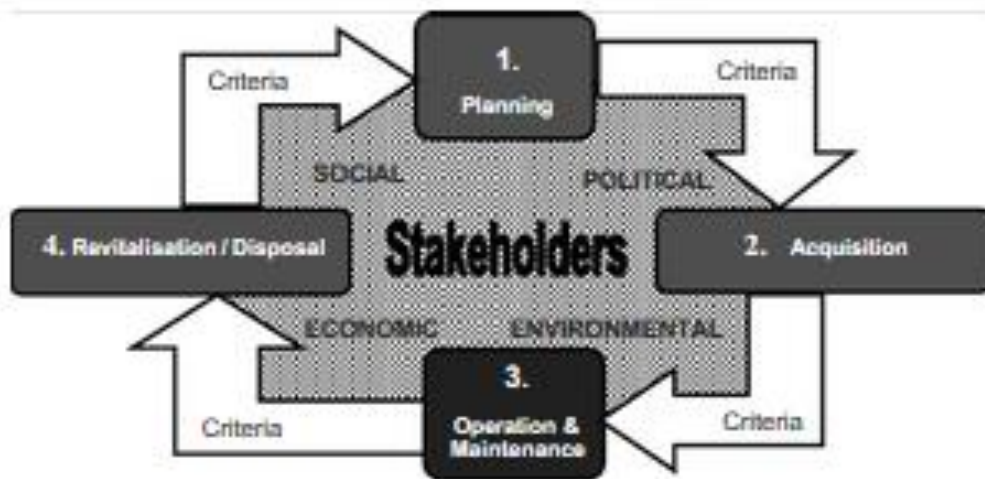 1.
Planning
Criteria
Criteria
SOCIAL
POLITICAL
4. Revitalisation / Disposal
Stakeholders
2. Acquisition
ECONOMIC
ENVIRONMENTAL
3.
Operation &
Maintenance
Criteria
Criteria